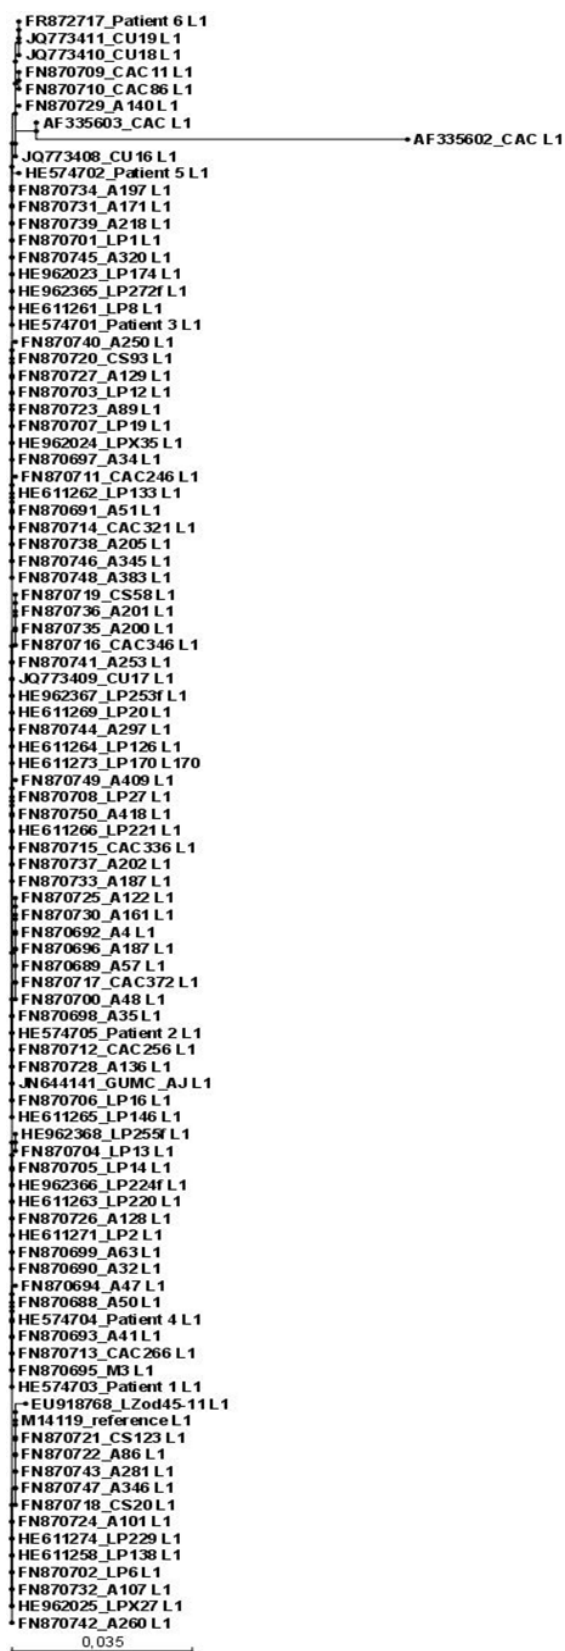 FR872717_Patient 6 L1
JQ773411_CU19 L1
JQ773410_CU18 L1
FN870709_CAC11 L1
FN870710_CAC86 L1
FN870729_A140 L1
AF335603_CAC L1
AF335602_CAC L1
JQ773408_CU16 L1
HE574702_Patient 5 L1
FN870734_A197 L1
FN870731_A171 L1
FN870739_A218 L1
FN870701_LP1 L1
FN870745_A320 L1
HE962023_LP174 L1
HE962365_LP272f L1
HE611261_LP8 L1
HE574701_Patient 3 L1
FN870740_A250 L1
FN870720_CS93 L1
FN870727_A129 L1
FN870703_LP12 L1
FN870723_A89 L1
FN870707_LP19 L1
HE962024_LPX35 L1
FN870697_A34 L1
FN870711_CAC246 L1
HE611262_LP133 L1
FN870691_A51 L1
FN870714_CAC321 L1
FN870738_A205 L1
FN870746_A345 L1
FN870748_A383 L1
FN870719_CS58 L1
FN870736_A201 L1
FN870735_A200 L1
FN870716_CAC346 L1
FN870741_A253 L1
JQ773409_CU17 L1
HE962367_LP253f L1
HE611269_LP20 L1
FN870744_A297 L1
HE611264_LP126 L1
HE611273_LP170 L170
FN870749_A409 L1
FN870708_LP27 L1
FN870750_A418 L1
HE611266_LP221 L1
FN870715_CAC336 L1
FN870737_A202 L1
FN870733_A187 L1
FN870725_A122 L1
FN870730_A161 L1
FN870692_A4 L1
FN870696_A187 L1
FN870689_A57 L1
FN870717_CAC372 L1
FN870700_A48 L1
FN870698_A35 L1
HE574705_Patient 2 L1
FN870712_CAC256 L1
FN870728_A136 L1
JN644141_GUMC_AJ L1
FN870706_LP16 L1
HE611265_LP146 L1
HE962368_LP255f L1
FN870704_LP13 L1
FN870705_LP14 L1
HE962366_LP224f L1
HE611263_LP220 L1
FN870726_A128 L1
HE611271_LP2 L1
FN870699_A63 L1
FN870690_A32 L1
FN870694_A47 L1
FN870688_A50 L1
HE574704_Patient 4 L1
FN870693_A41 L1
FN870713_CAC266 L1
FN870695_M3 L1
HE574703_Patient 1 L1
EU918768_LZod45-11 L1
M14119_reference L1
FN870721_CS123 L1
FN870722_A86 L1
FN870743_A281 L1
FN870747_A346 L1
FN870718_CS20 L1
FN870724_A101 L1
HE611274_LP229 L1
HE611258_LP138 L1
FN870702_LP6 L1
FN870732_A107 L1
HE962025_LPX27 L1
FN870742_A260 L1
0,035